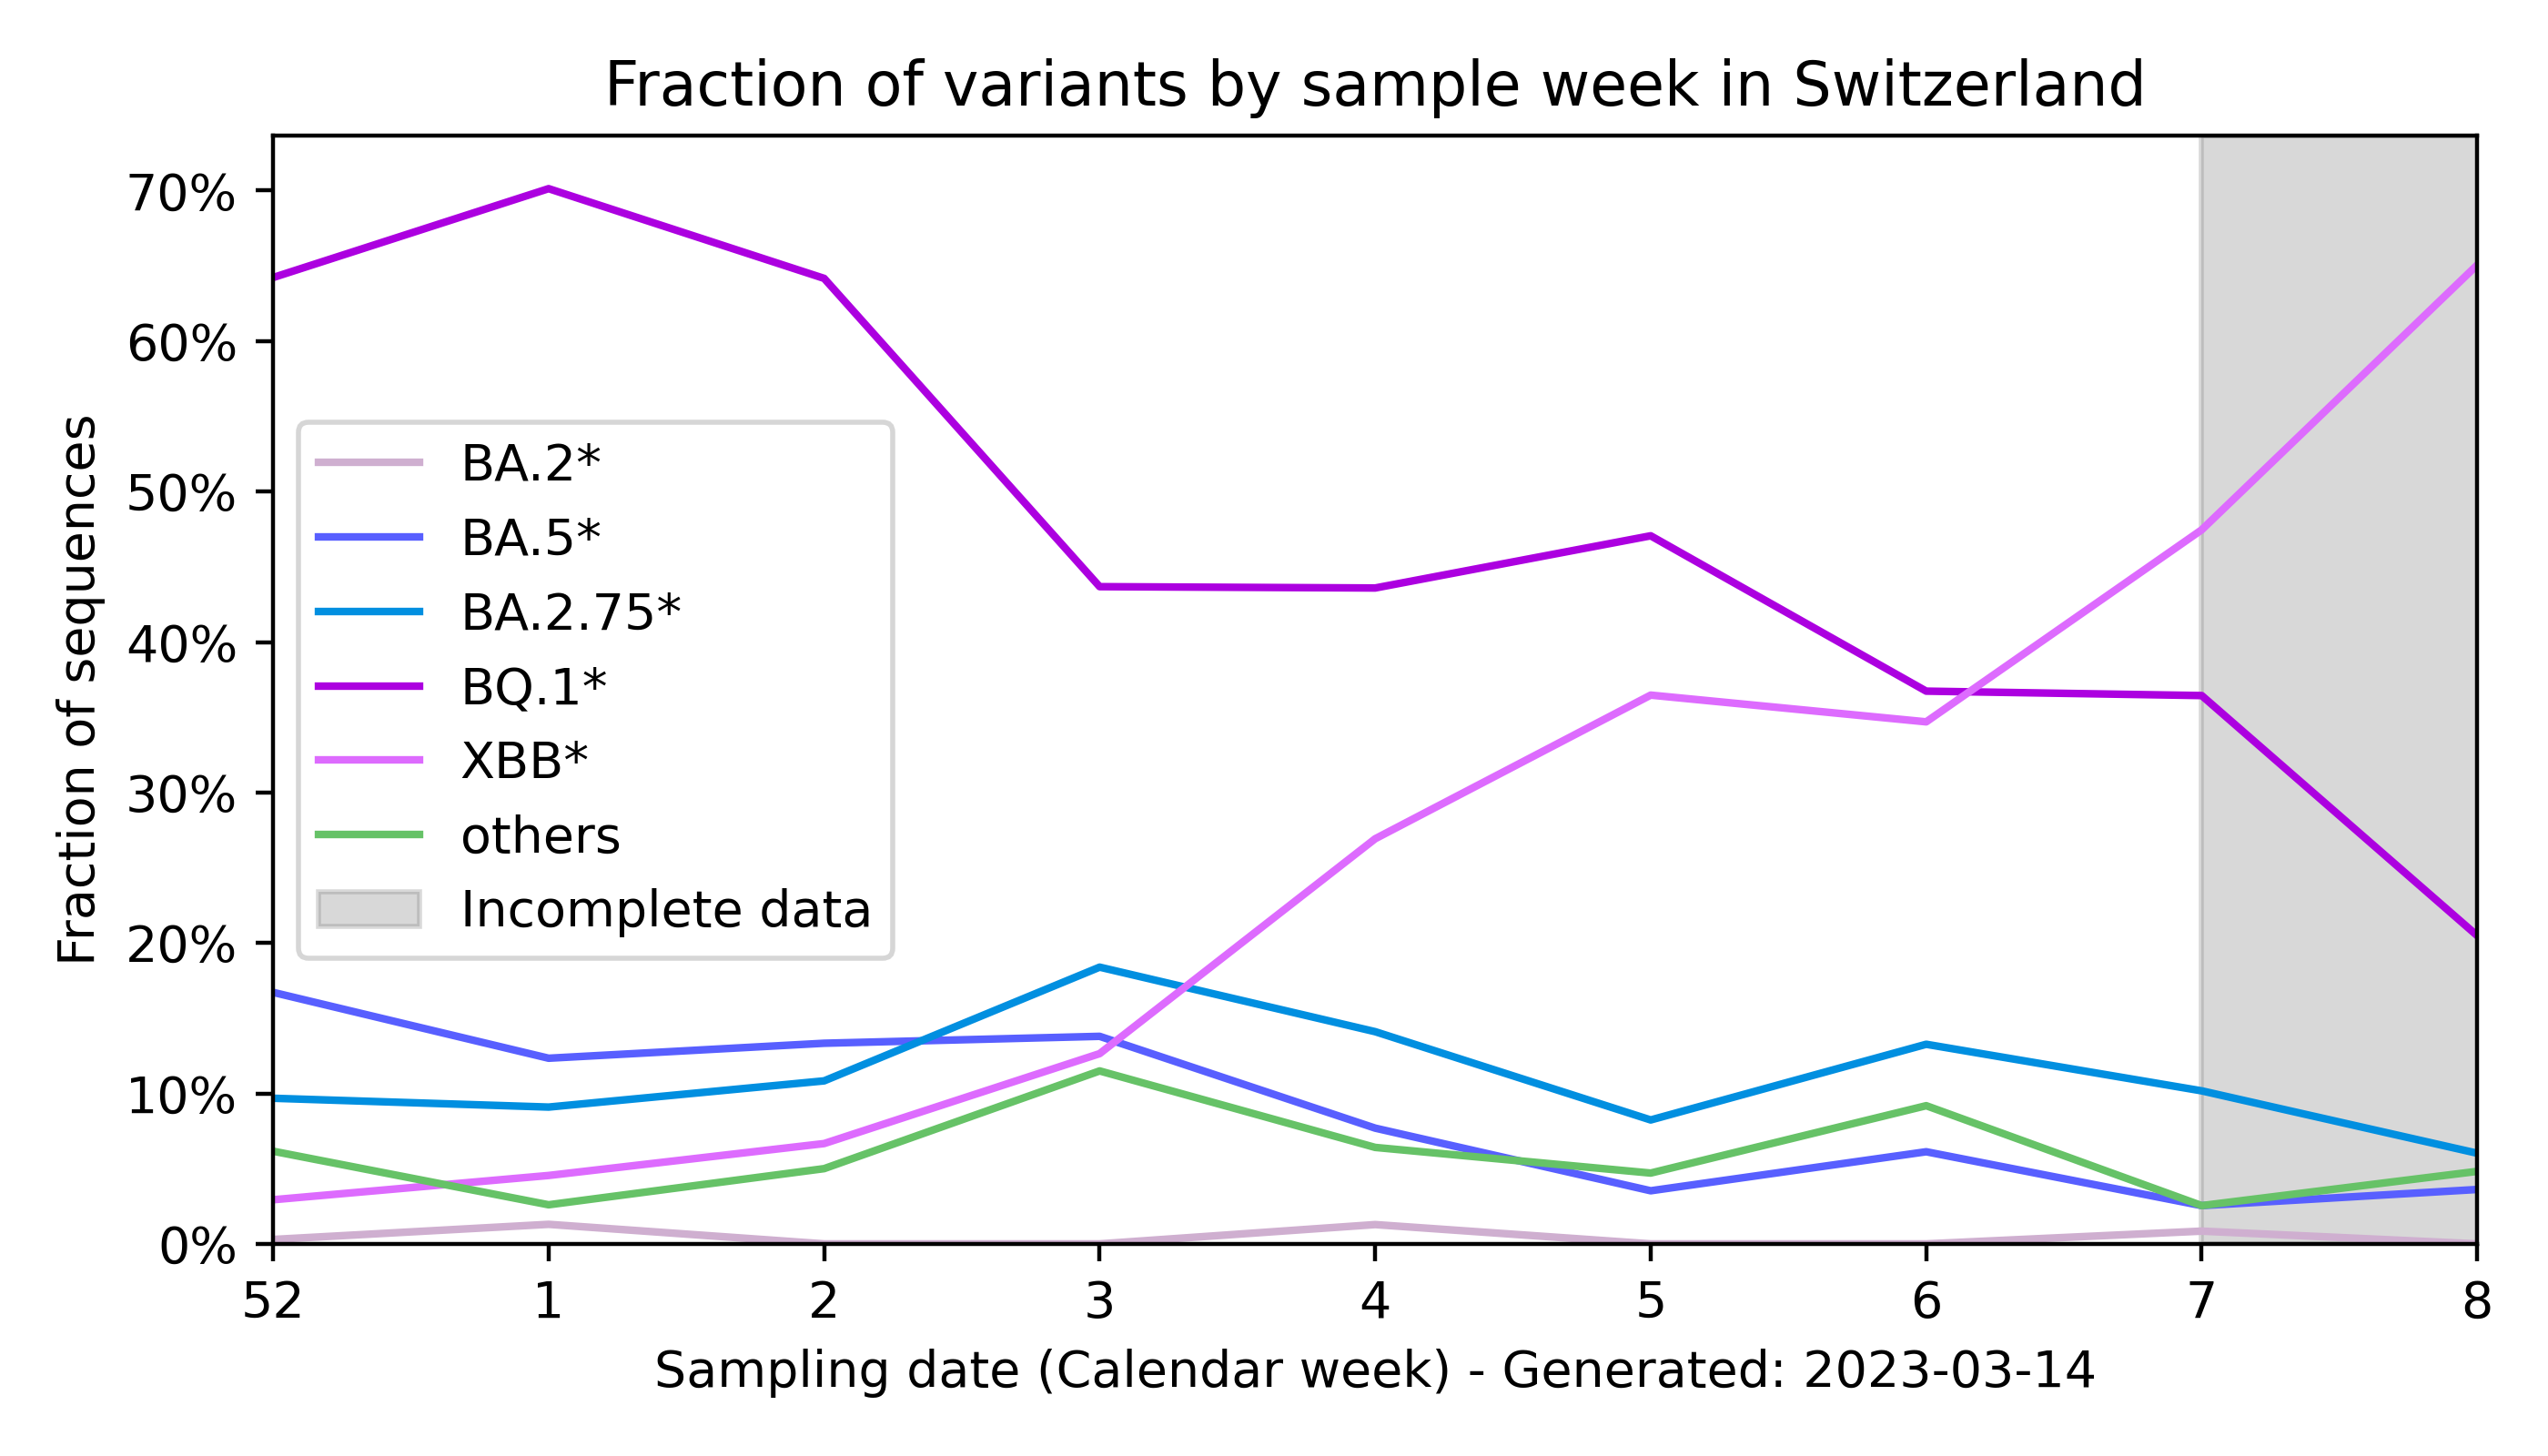 Fraction of variants by sample week in Switzerland
Fraction of sequences
70%
60%
50%
40%
30%
20%
10%
0%
BA.2*
BA.5*
BA.2.75*
BQ.1*
XBB*
others
Incomplete data
52 1 2 3 4 5 6 7 8
Sampling date (Calendar week) - Generated: 2023-03-14